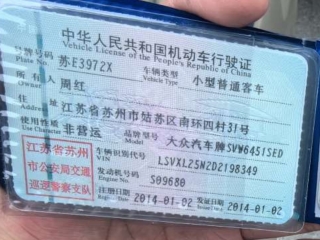 中华人民共和国机动车行驶证
Vehicle License of the People's Republic of China
号牌号码 苏E3972X 车辆类型 小型普通客车
Plate No. Vehicle Type
所有人 周红
Owner
江苏省苏州市姑苏区南环四村31号
使用性质 非营运 品牌型号 大众汽车牌SVW6451SED
Use Character Model
江苏省苏州市公安局交通巡逻警察支队
车辆识别代号 LSVXL25N2D2198349
VIN
发动机号码 S09680
Engine No.
注册日期 2014-01-02 发证日期 2014-01-02